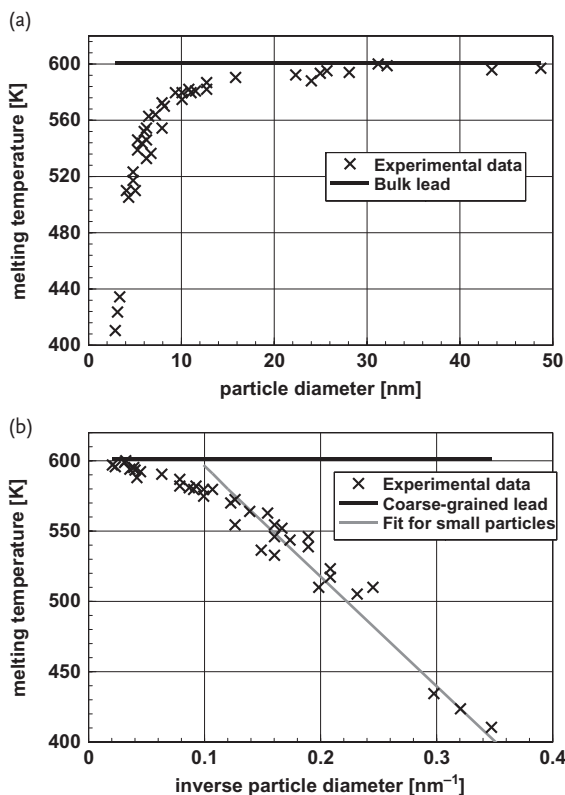 (a)
melting temperature [K]
600
560
520
480
440
400
Experimental data
Bulk lead
0
10
20
30
40
50
particle diameter [nm]
(b)
melting temperature [K]
600
550
500
450
400
Experimental data
Coarse-grained lead
Fit for small particles
0
0.1
0.2
0.3
0.4
inverse particle diameter [nm⁻¹]